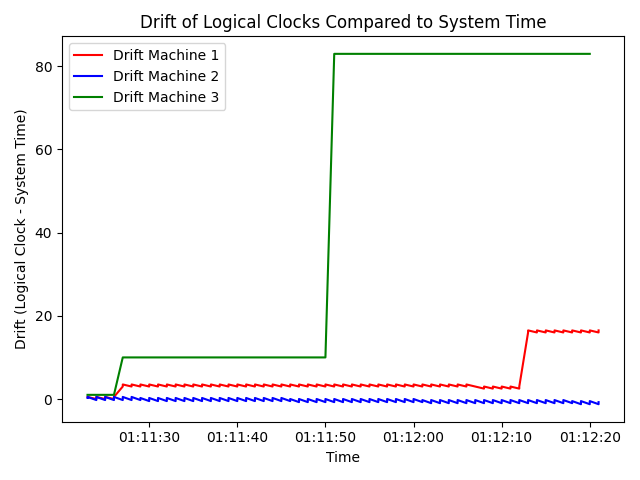 Drift of Logical Clocks Compared to System Time
Drift Machine 1
Drift Machine 2
Drift Machine 3
Drift (Logical Clock - System Time)
80
60
40
20
0
01:11:30 01:11:40 01:11:50 01:12:00 01:12:10 01:12:20
Time